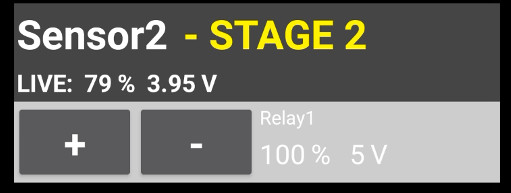 Sensor2 - STAGE 2
LIVE: 79 % 3.95 V
+ -
Relay1
100 % 5 V